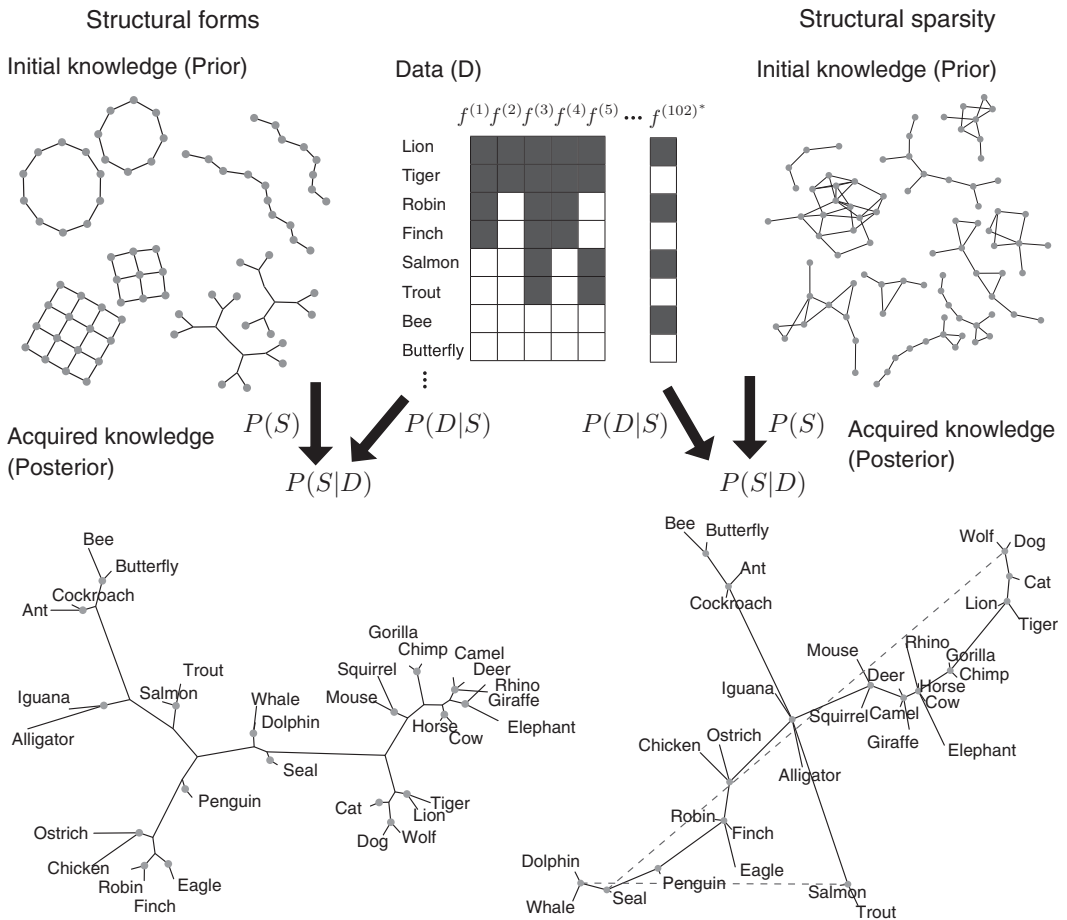 Structural forms
Structural sparsity
Initial knowledge (Prior)
Data (D)
Initial knowledge (Prior)
f(1) f(2) f(3) f(4) f(5) ... f(102)*
Lion
Tiger
Robin
Finch
Salmon
Trout
Bee
Butterfly
...
P(S)
P(D|S)
P(D|S)
P(S)
Acquired knowledge
(Posterior)
Acquired knowledge
(Posterior)
P(S|D)
P(S|D)
Bee
Butterfly
Cockroach
Ant
Iguana
Alligator
Trout
Salmon
Whale
Dolphin
Seal
Penguin
Ostrich
Chicken
Robin
Finch
Eagle
Gorilla
Chimp
Squirrel
Mouse
Camel
Deer
Rhino
Giraffe
Elephant
Horse
Cow
Cat
Tiger
Lion
Dog
Wolf
Bee
Butterfly
Ant
Cockroach
Wolf
Dog
Cat
Lion
Tiger
Mouse
Rhino
Gorilla
Chimp
Deer
Horse
Cow
Iguana
Squirrel
Camel
Giraffe
Elephant
Chicken
Ostrich
Alligator
Robin
Finch
Eagle
Dolphin
Whale
Seal
Penguin
Salmon
Trout